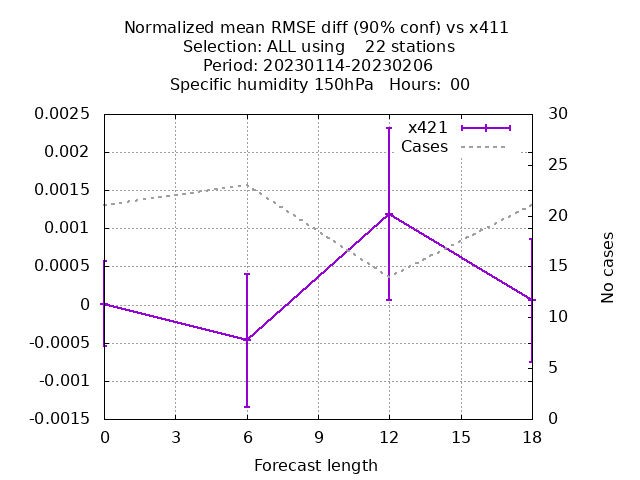 Normalized mean RMSE diff (90% conf) vs x411
Selection: ALL using    22 stations
Period: 20230114-20230206
Specific humidity 150hPa   Hours:  00
0.0025
0.002
0.0015
0.001
0.0005
0
-0.0005
-0.001
-0.0015
30
25
20
15
10
5
0
x421
Cases
No cases
0 3 6 9 12 15 18
Forecast length